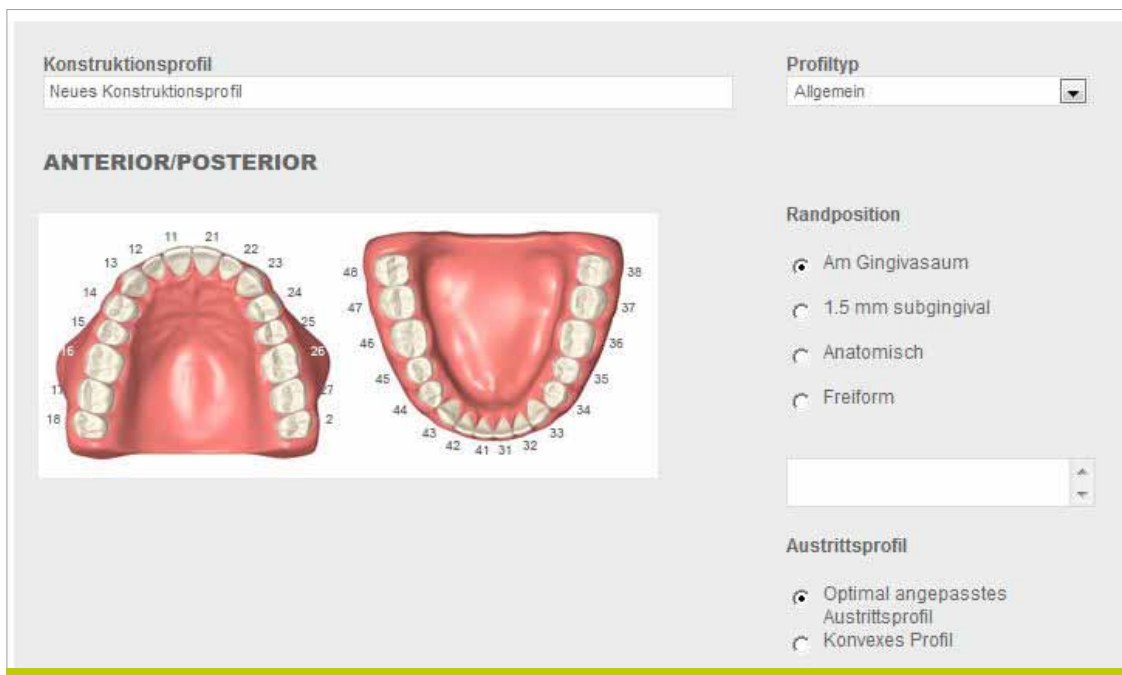 Konstruktionsprofil
Neues Konstruktionsprofil
Profiltyp
Allgemein
ANTERIOR/POSTERIOR
11 21
12 22
13 23
14 24
15 25
16 26
17 27
18 2
48 38
47 37
46 36
45 35
44 34
43 33
42 41 31 32
Randposition
Am Gingivasaum
1.5 mm subgingival
Anatomisch
Freiform
Austrittsprofil
Optimal angepasstes
Austrittsprofil
Konvexes Profil